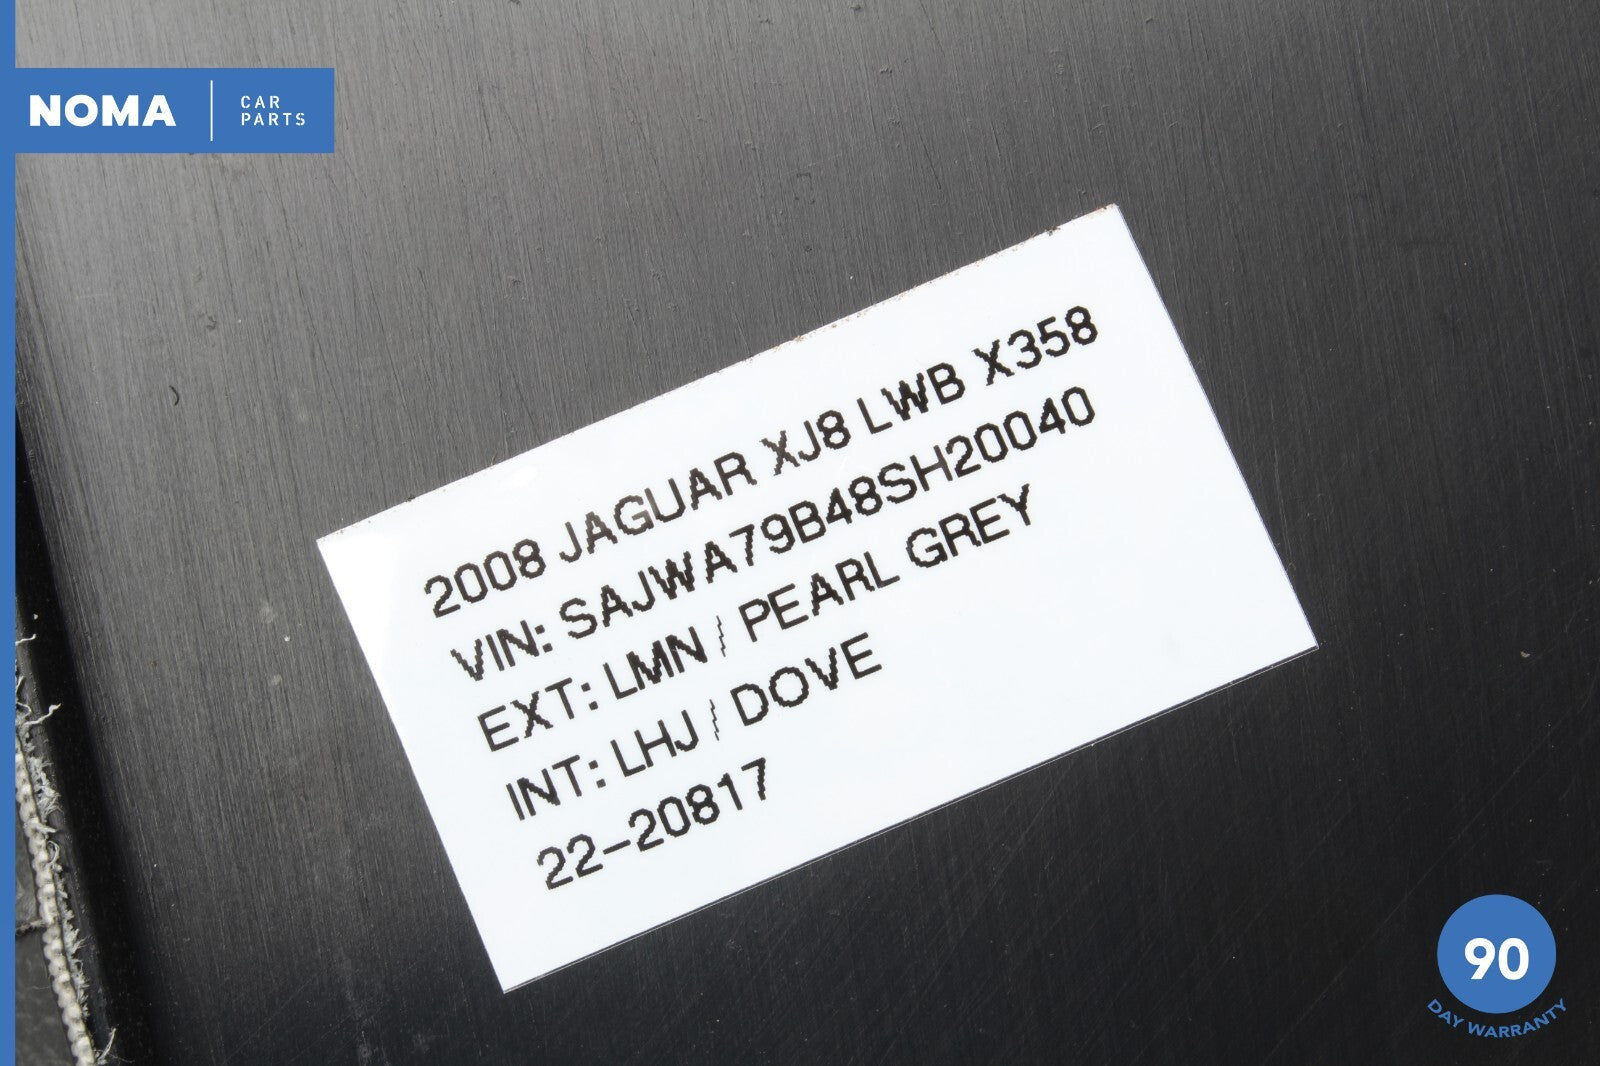 NOMA
CAR
PARTS
2008 JAGUAR XJ8 LWB X358
VIN: SAJWA79B48SH20040
EXT: LMN / PEARL GREY
INT: LHJ / DOVE
22-20817
90
DAY WARRANTY